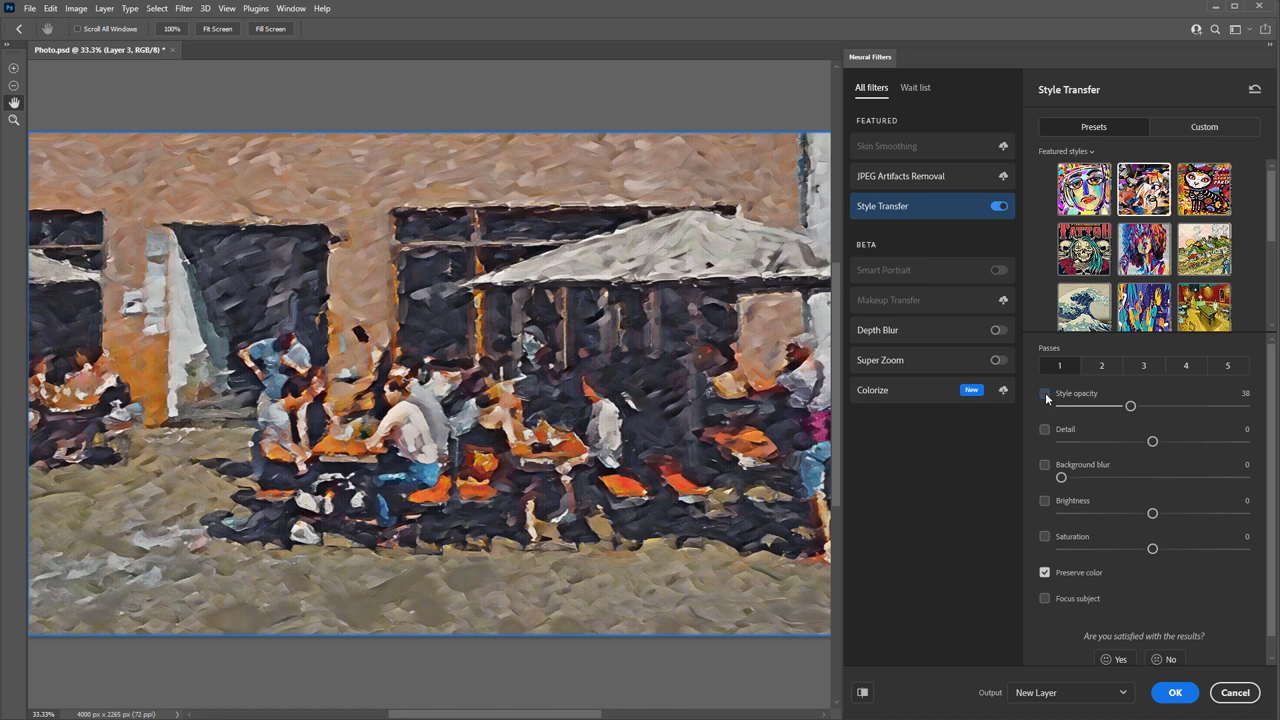 Ps File Edit Image Layer Type Select Filter 3D View Plugins Window Help
Scroll All Windows 100% Fit Screen Fill Screen
Photo.psd @ 33.3% (Layer 3, RGB/8) *
Neural Filters
All filters Wait list
FEATURED
Skin Smoothing
JPEG Artifacts Removal
Style Transfer
BETA
Smart Portrait
Makeup Transfer
Depth Blur
Super Zoom
Colorize New
Style Transfer
Presets Custom
Featured styles
TATTOO
Passes
1 2 3 4 5
Style opacity 38
Detail 0
Background blur 0
Brightness 0
Saturation 0
Preserve color
Focus subject
Are you satisfied with the results?
Yes No
Output New Layer OK Cancel
33.33% 4000 px x 2265 px (72 ppi)